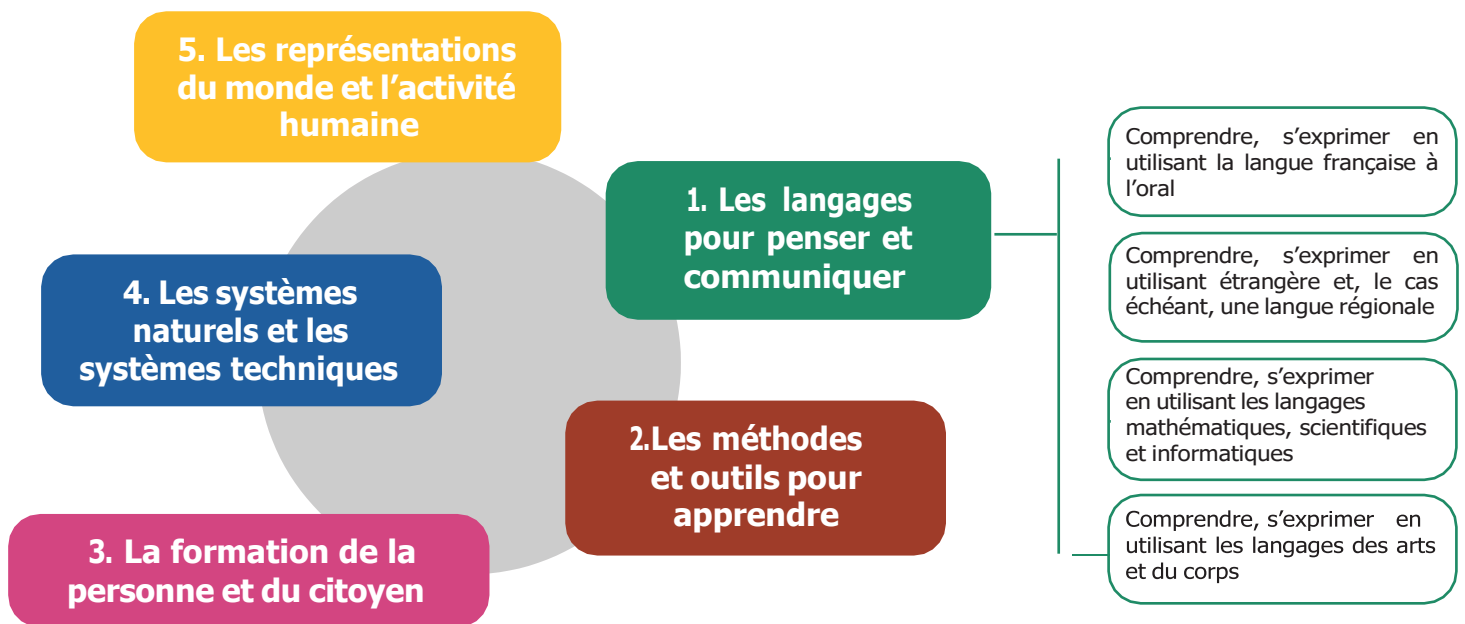 5. Les représentations
du monde et l’activité
humaine
1. Les langages
pour penser et
communiquer
4. Les systèmes
naturels et les
systèmes techniques
2.Les méthodes
et outils pour
apprendre
3. La formation de la
personne et du citoyen
Comprendre, s’exprimer en
utilisant la langue française à
l’oral
Comprendre, s’exprimer en
utilisant étrangère et, le cas
échéant, une langue régionale
Comprendre, s’exprimer
en utilisant les langages
mathématiques, scientifiques
et informatiques
Comprendre, s’exprimer en
utilisant les langages des arts
et du corps